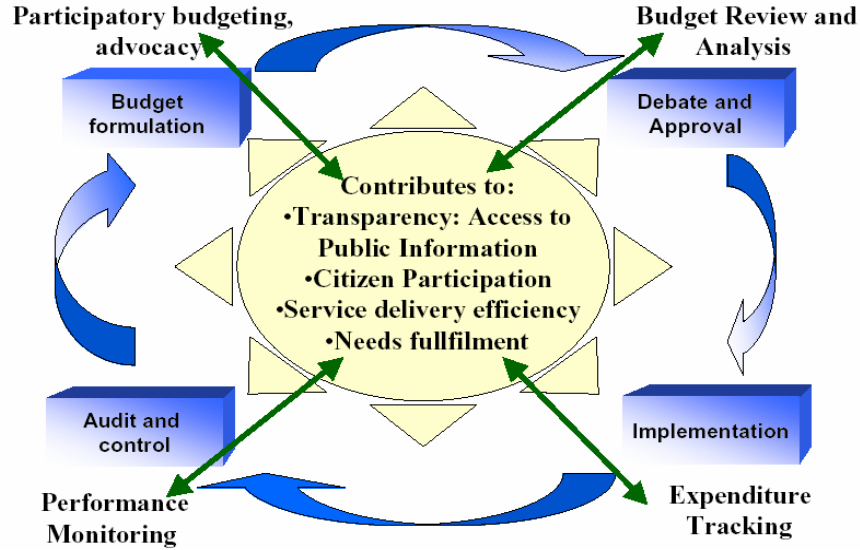 Participatory budgeting,
advocacy
Budget Review and
Analysis
Budget
formulation
Debate and
Approval
Contributes to:
•Transparency: Access to
Public Information
•Citizen Participation
•Service delivery efficiency
•Needs fullfilment
Audit and
control
Implementation
Performance
Monitoring
Expenditure
Tracking